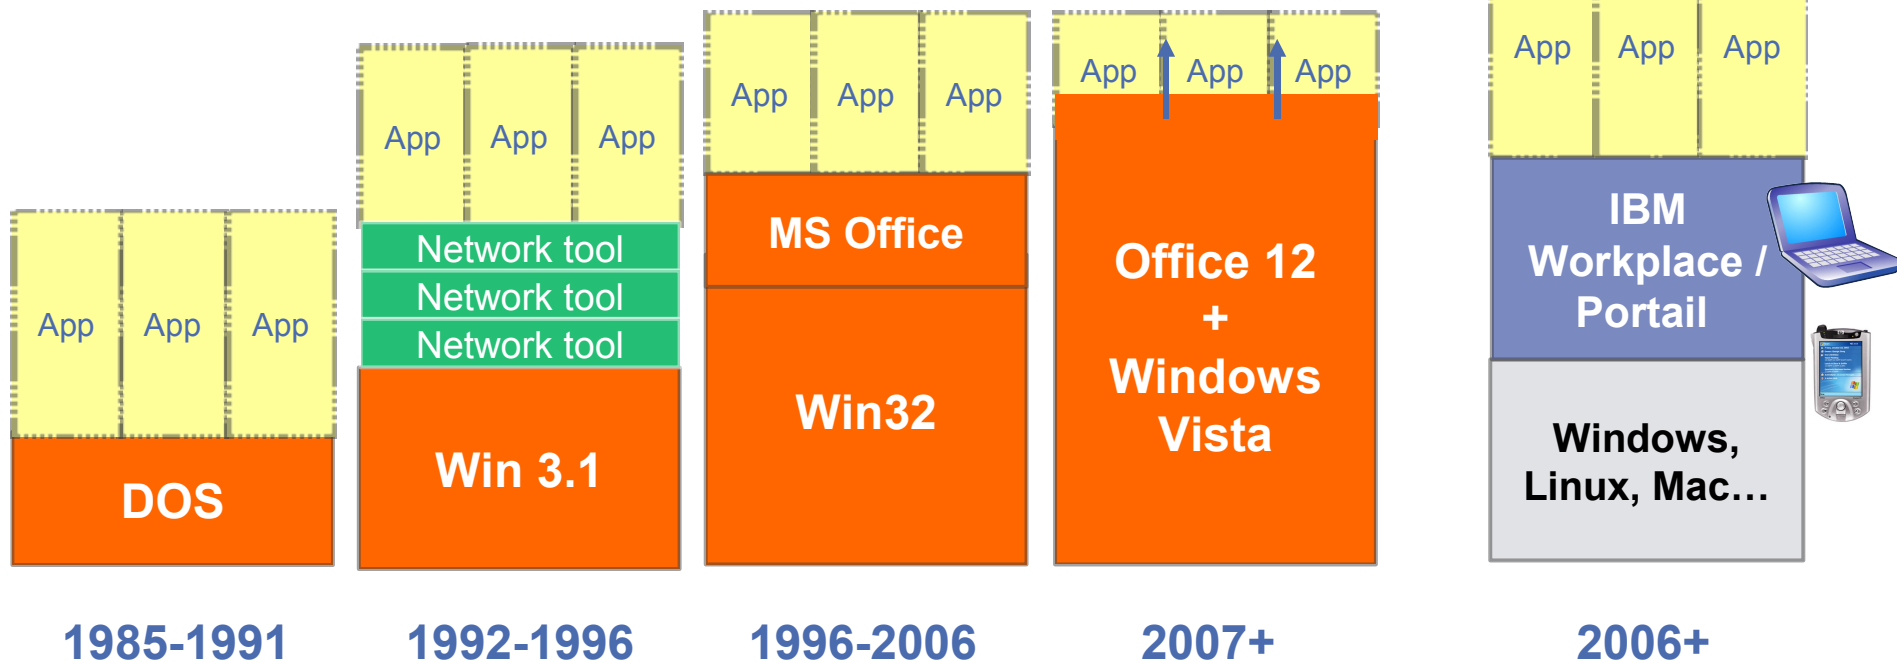 App App App
DOS
1985-1991
App App App
Network tool
Network tool
Network tool
Win 3.1
1992-1996
App App App
MS Office
Win32
1996-2006
App App App
Office 12
+
Windows
Vista
2007+
App App App
IBM
Workplace /
Portail
Windows,
Linux, Mac...
2006+